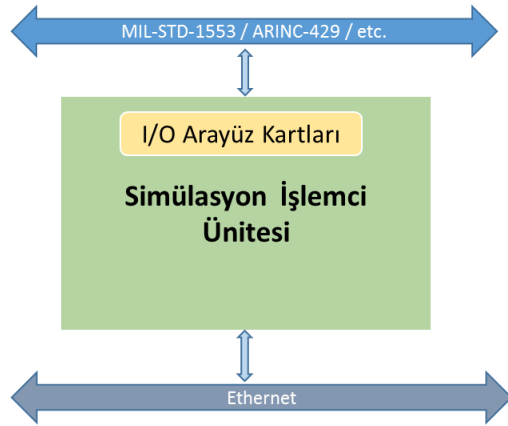 MIL-STD-1553 / ARINC-429 / etc.
I/O Arayüz Kartları
Simülasyon İşlemci
Ünitesi
Ethernet